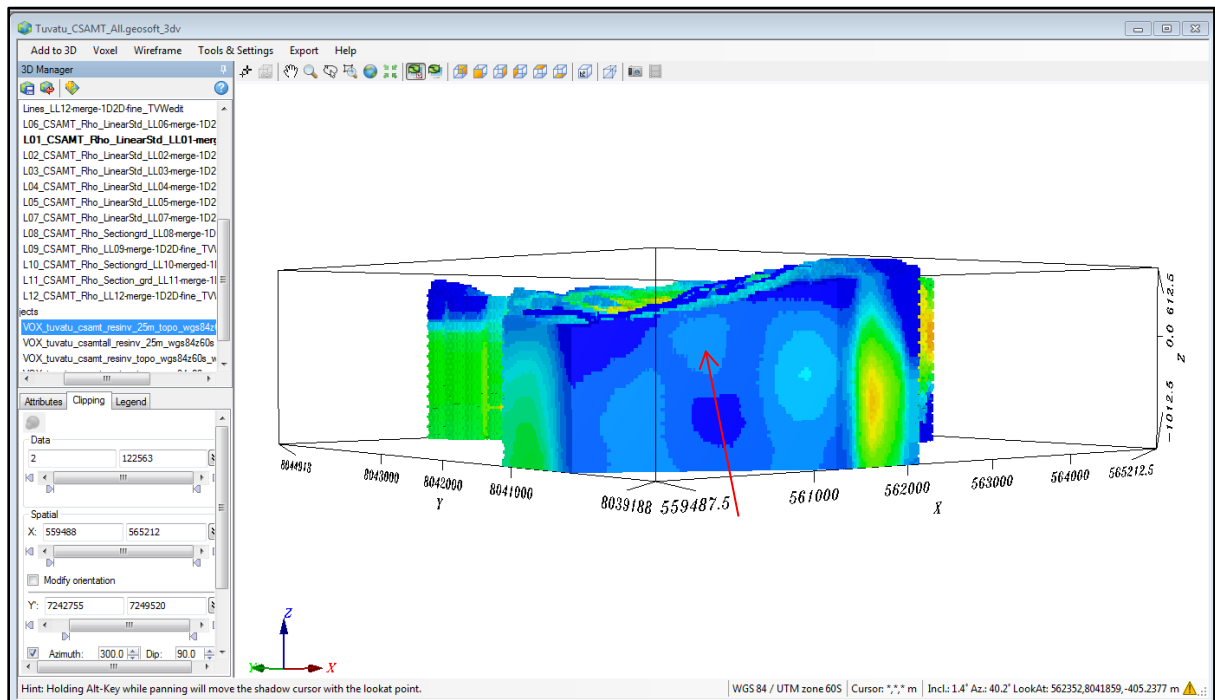 Tuvatu_CSAMT_All.geosoft_3dv
Add to 3D Voxel Wireframe Tools & Settings Export Help
3D Manager
Lines_LL12-merge-1D2D-fine_TVWedit
L06_CSAMT_Rho_LinearStd_LL06-merge-1D2
L01_CSAMT_Rho_LinearStd_LL01-merg
L02_CSAMT_Rho_LinearStd_LL02-merge-1D2
L03_CSAMT_Rho_LinearStd_LL03-merge-1D2
L04_CSAMT_Rho_LinearStd_LL04-merge-1D2
L05_CSAMT_Rho_LinearStd_LL05-merge-1D2
L07_CSAMT_Rho_LinearStd_LL07-merge-1D2
L08_CSAMT_Rho_Sectiongrd_LL08-merge-1D
L09_CSAMT_Rho_LL09-merge-1D2D-fine_TV
L10_CSAMT_Rho_Sectiongrd_LL10-merged-1
L11_CSAMT_Rho_Section_grd_LL11-merge-1
L12_CSAMT_Rho_LL12-merge-1D2D-fine_TV
jects
VOX_tuvatu_csamt_resinv_25m_topo_wgs84z
VOX_tuvatu_csamtall_resinv_25m_wgs84z60s
VOX_tuvatu_csamt_resinv_topo_wgs84z60s_w
Attributes Clipping Legend
Data
2 122563
Spatial
X: 559488 565212
Modify orientation
Y': 7242755 7249520
Azimuth: 300.0 Dip: 90.0
612.5
0.0
Z
-1012.5
8044913
8043000
8042000
8041000
8039188
Y
559487.5
561000
562000
563000
564000
565212.5
X
Z
Y
X
Hint: Holding Alt-Key while panning will move the shadow cursor with the lookat point.
WGS 84 / UTM zone 60S Cursor: *,*,* m Incl.: 1.4° Az.: 40.2° LookAt: 562352,8041859,-405.2377 m